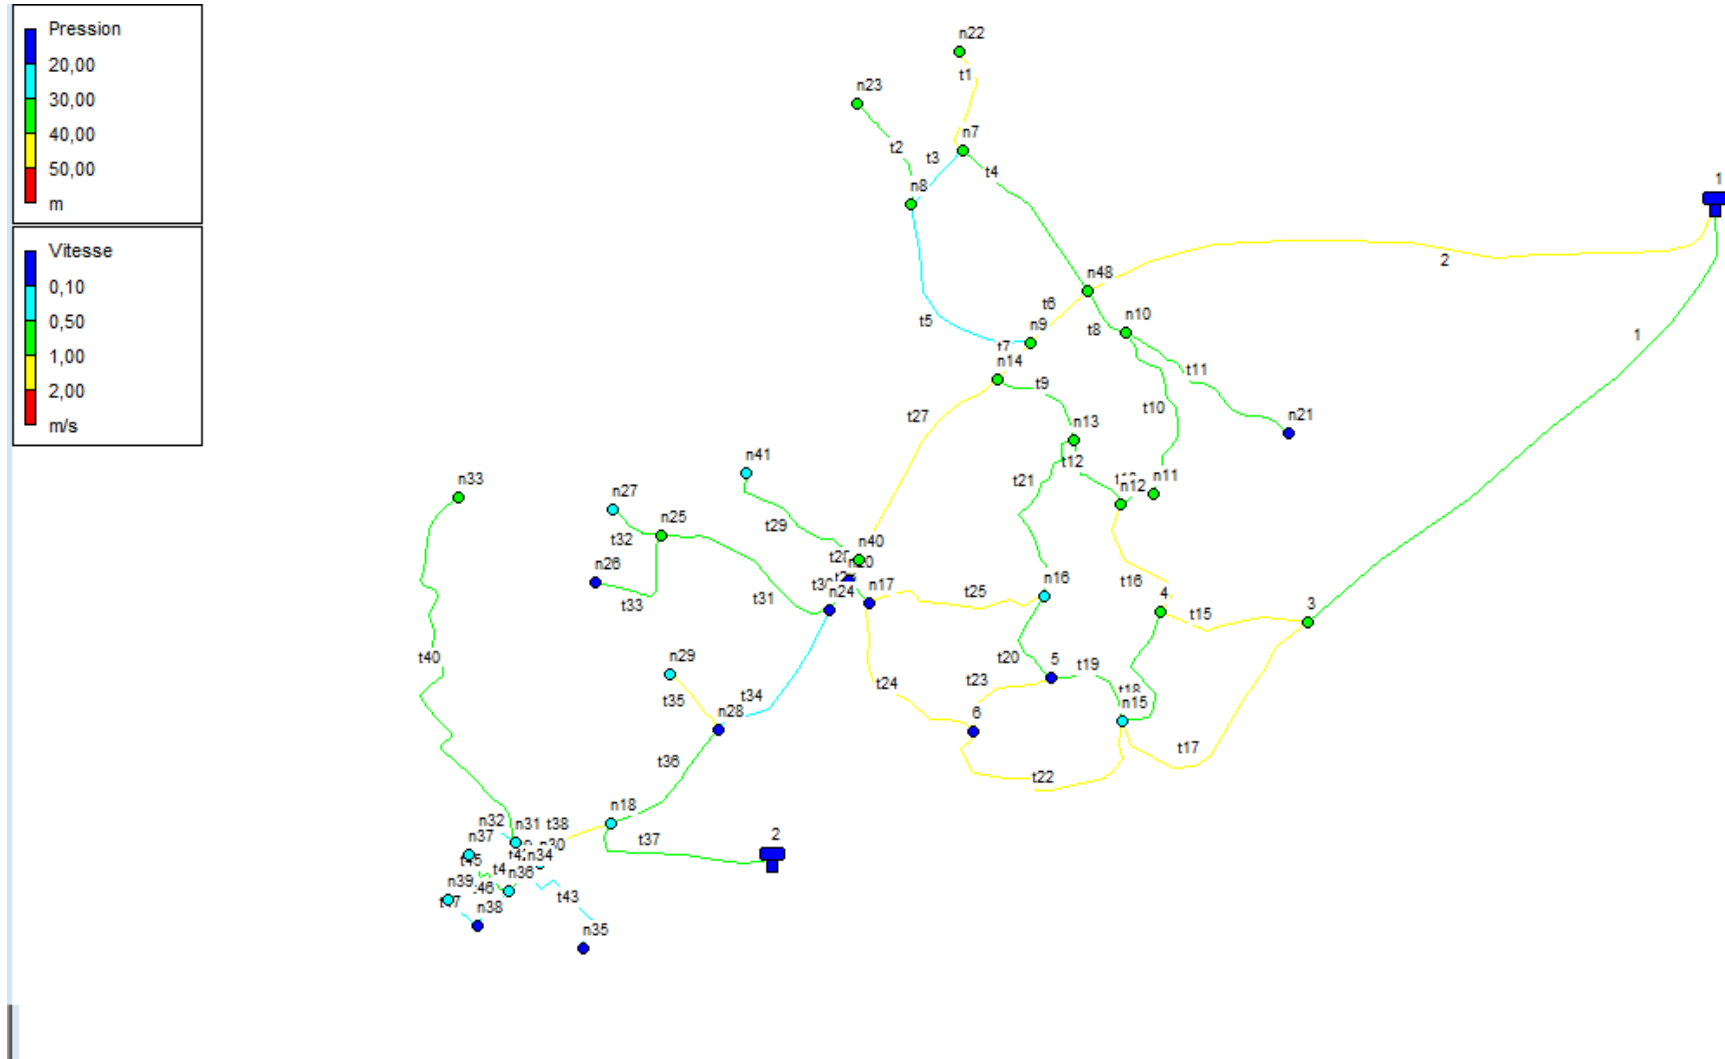 Pression
20,00
30,00
40,00
50,00
m
Vitesse
0,10
0,50
1,00
2,00
m/s
n22
t1
n23
n7
t2
t3
t4
n8
1
n48
2
t6
n10
t5
n9
t8
t7
n14
1
t9
t11
t10
t27
n21
n13
n41
t12
n33
n27
t21
n12
n11
n25
t29
t32
n40
n26
n17
n16
t16
t25
n24
t33
t31
4
3
t15
t40
n29
t20
5
t19
t24
t23
t35
t34
n15
n28
6
t17
t36
t22
n18
n32
n31
t38
2
n37
t37
n34
n36
n39
t43
n38
n35